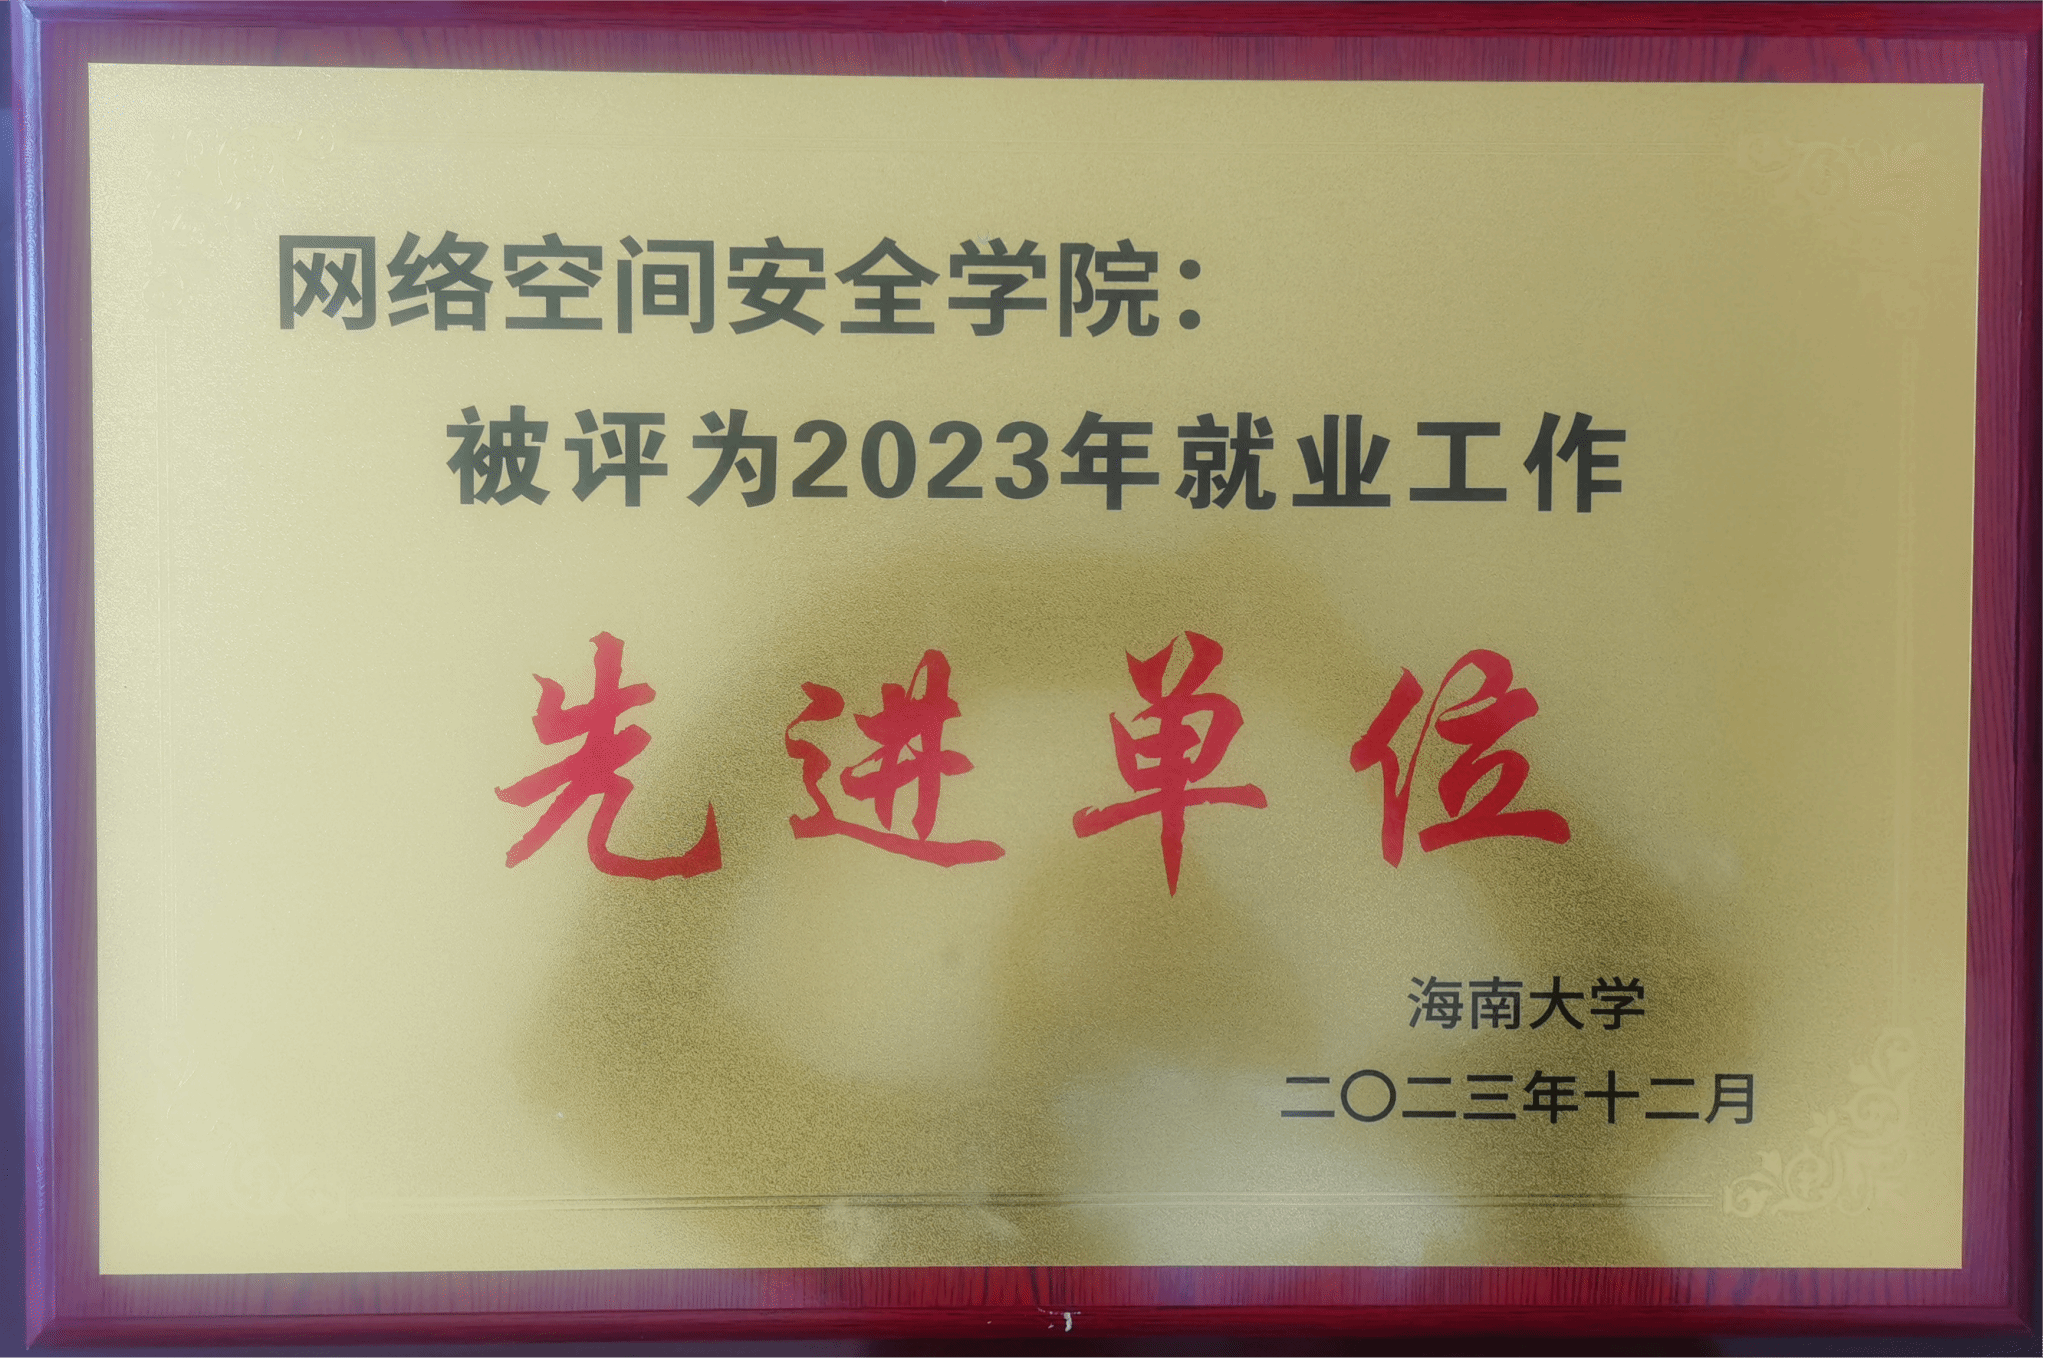 网络空间安全学院：
被评为2023年就业工作
先进单位
海南大学
二〇二三年十二月